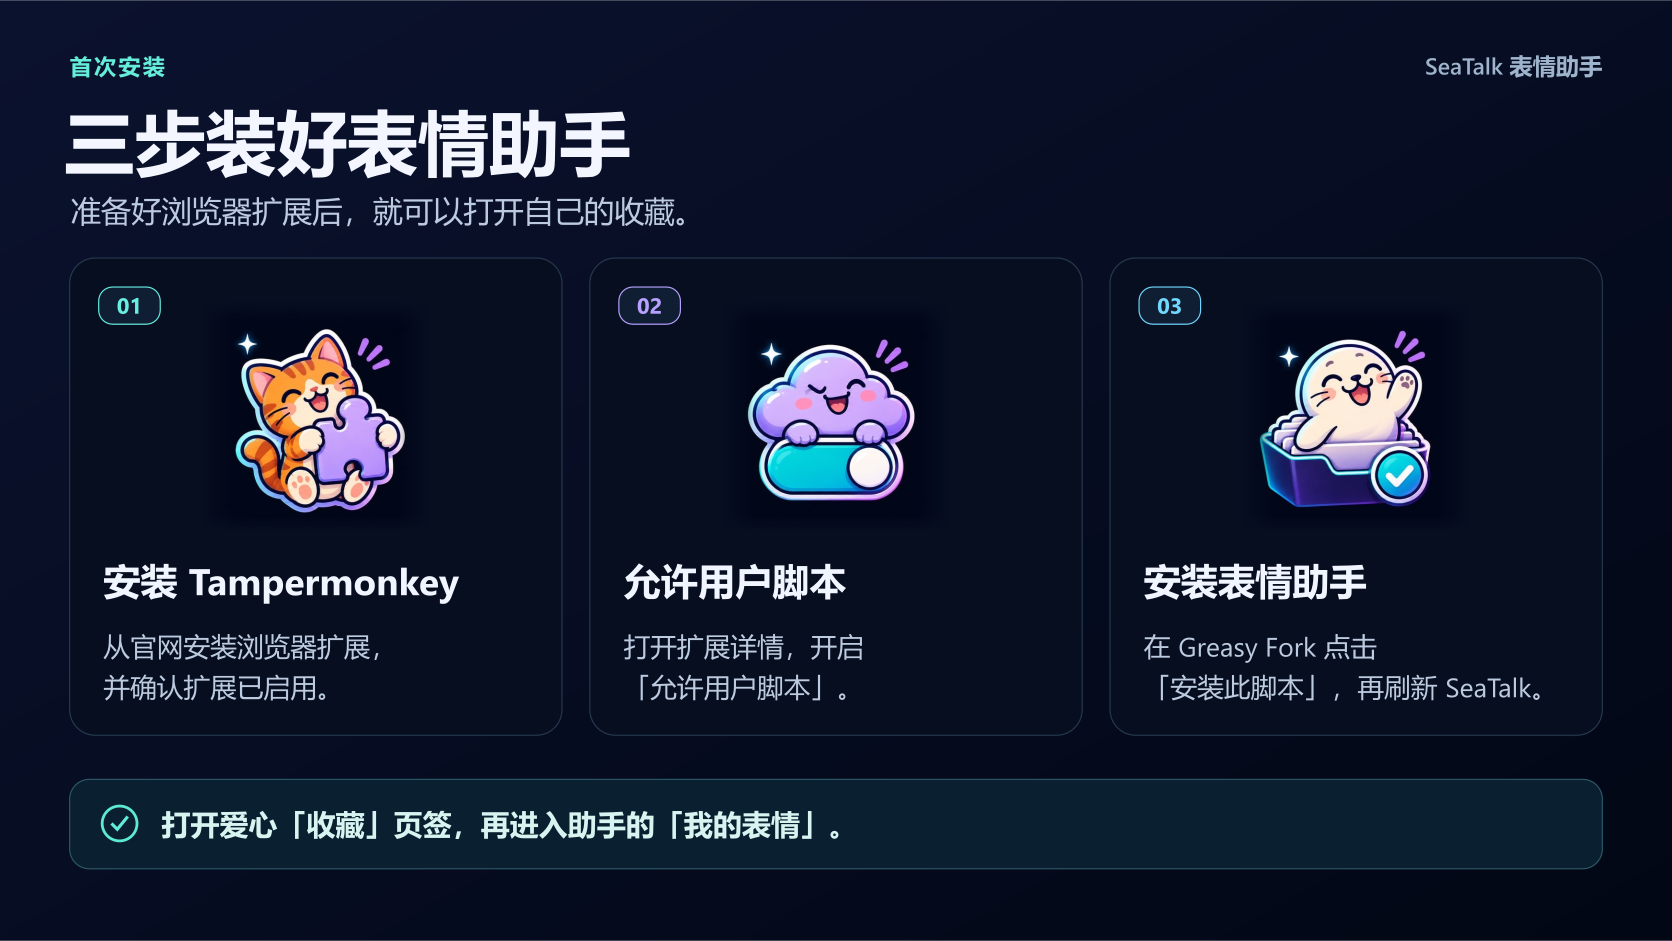 首次安装
SeaTalk 表情助手
三步装好表情助手
准备好浏览器扩展后，就可以打开自己的收藏。
01
安装 Tampermonkey
从官网安装浏览器扩展，
并确认扩展已启用。
02
允许用户脚本
打开扩展详情，开启
「允许用户脚本」。
03
安装表情助手
在 Greasy Fork 点击
「安装此脚本」，再刷新 SeaTalk。
打开爱心「收藏」页签，再进入助手的「我的表情」。